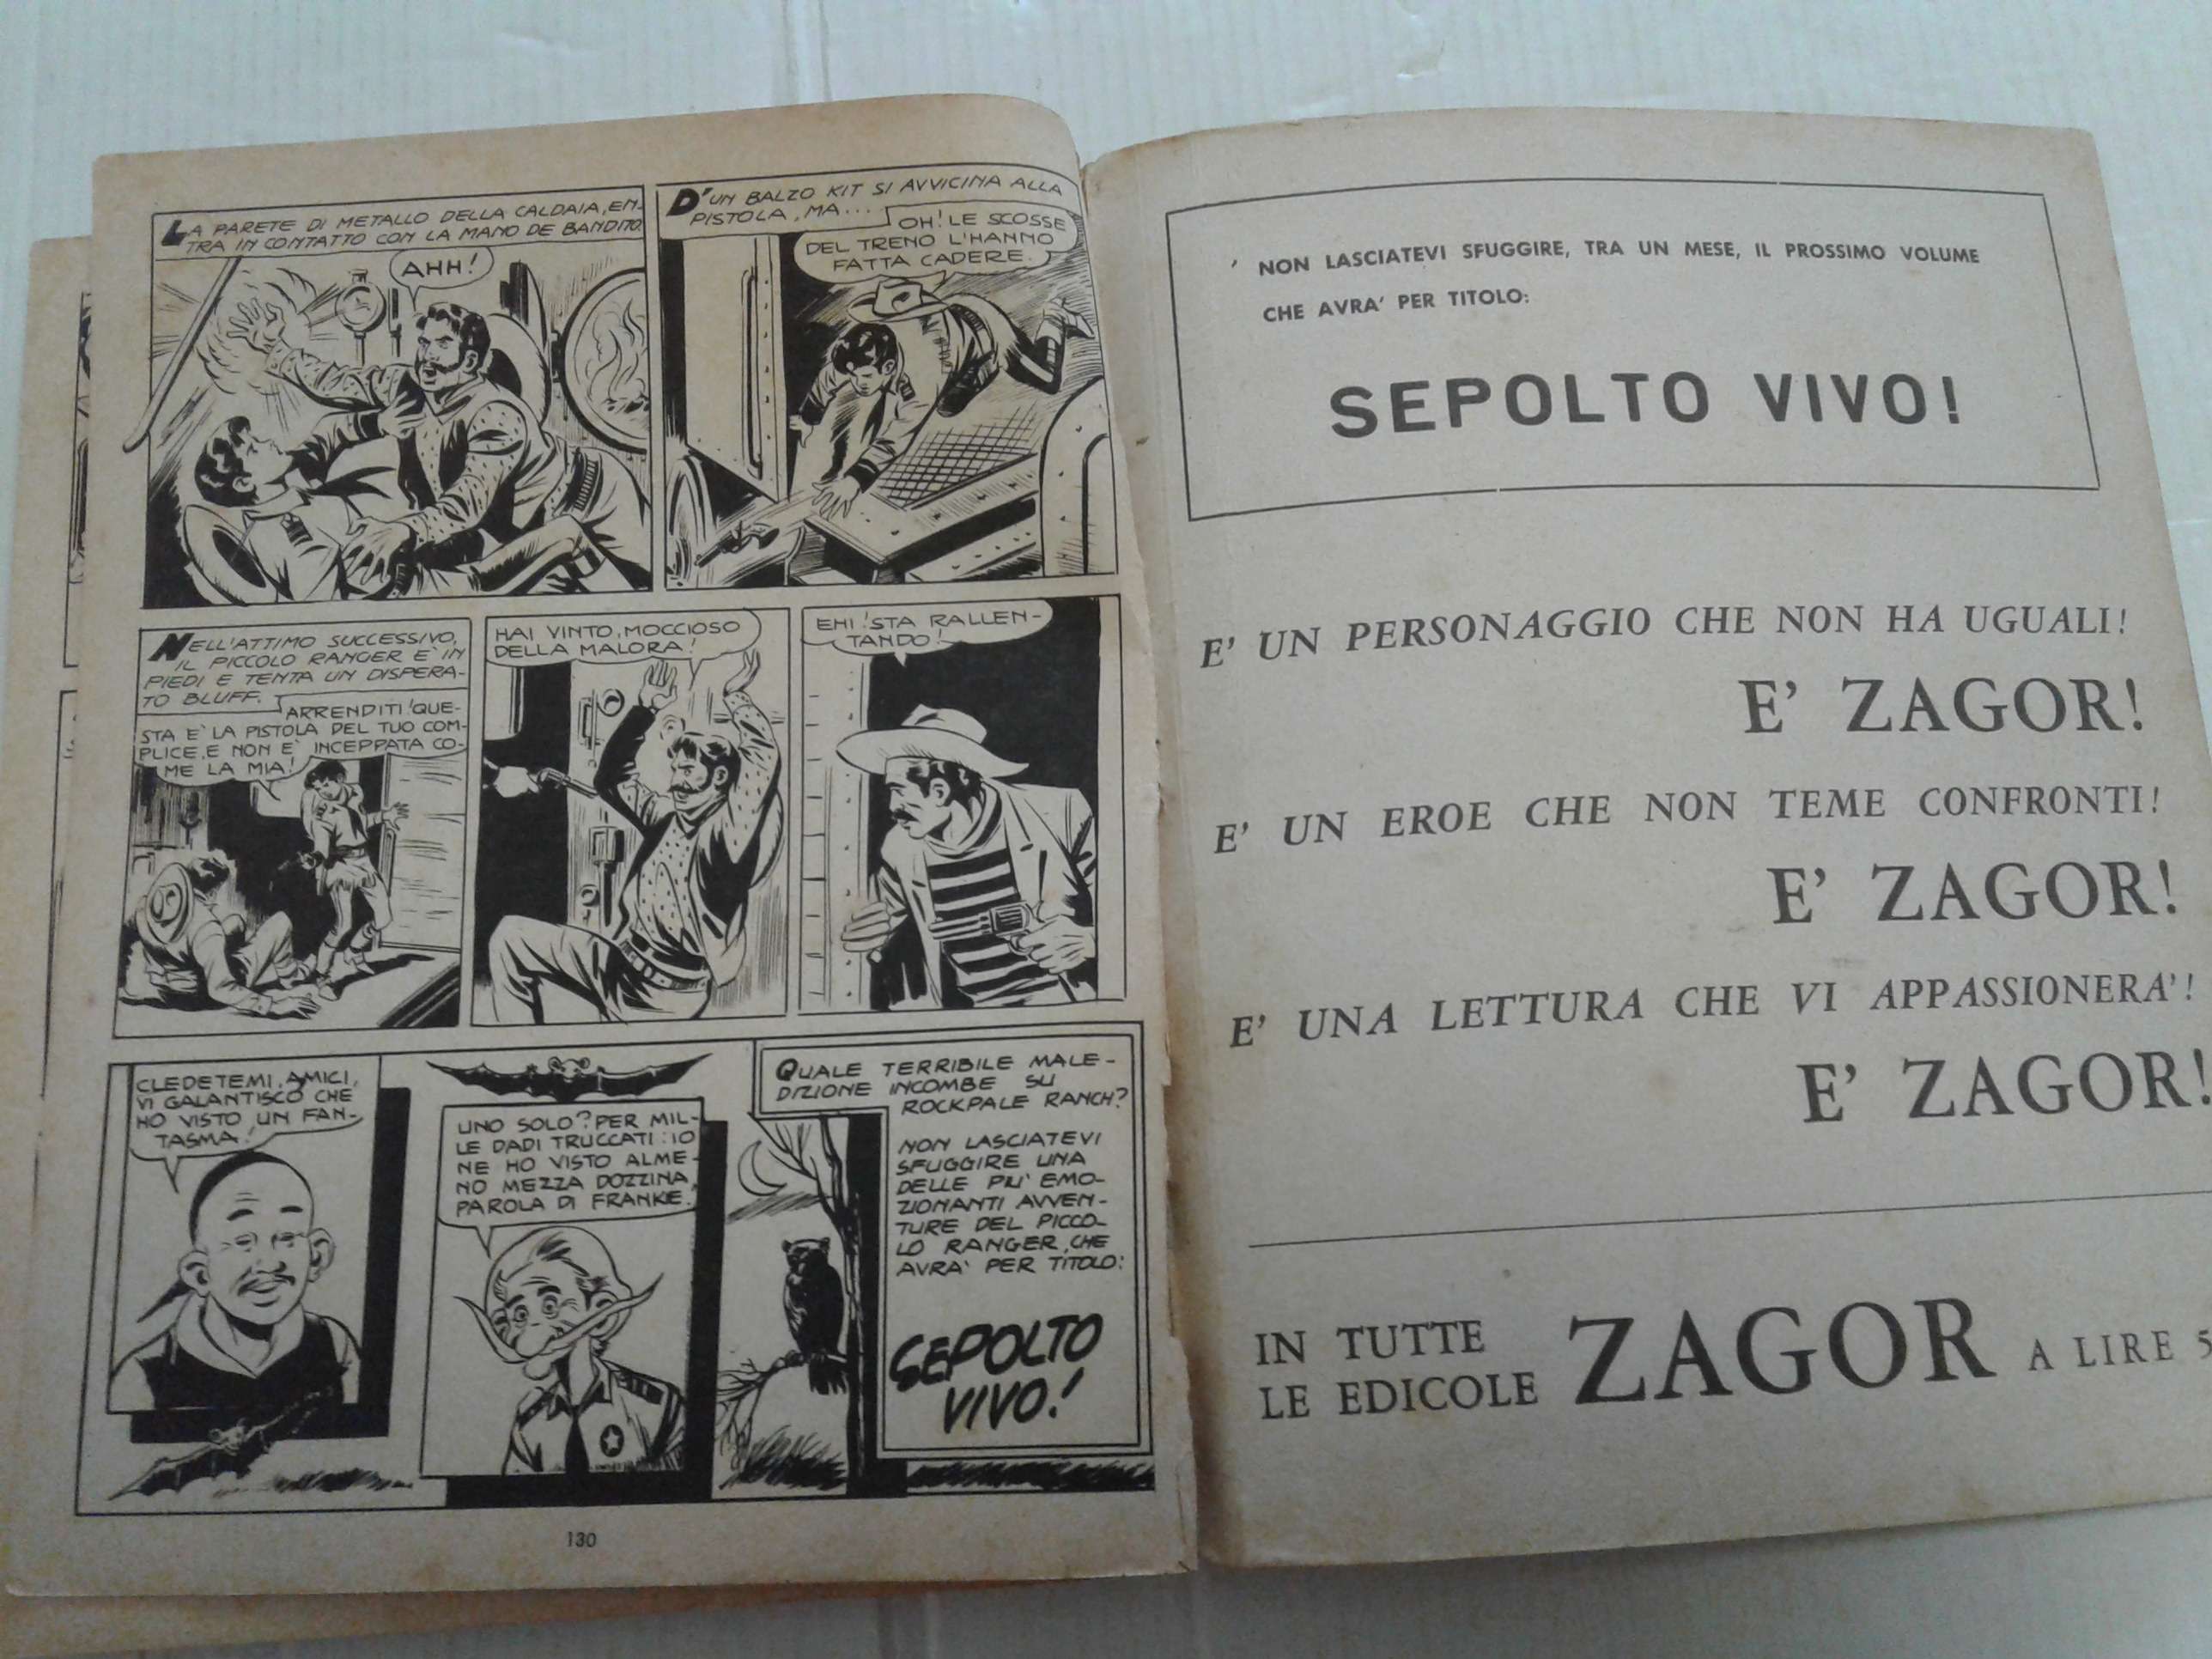 LA PARETE DI METALLO DELLA CALDAIA, EN-
TRA IN CONTATTO CON LA MANO DE BANDITO.
AHH!
D'UN BALZO KIT SI AVVICINA ALLA
PISTOLA, MA...
OH! LE SCOSSE
DEL TRENO L'HANNO
FATTA CADERE.
NELL'ATTIMO SUCCESSIVO,
IL PICCOLO RANGER E' IN
PIEDI E TENTA UN DISPERA-
TO BLUFF.
ARRENDITI! QUE-
STA E' LA PISTOLA DEL TUO COM-
PLICE, E NON E' INCEPPATA CO-
ME LA MIA!
HAI VINTO, MOCCIOSO
DELLA MALORA!
EHI! STA RALLEN-
TANDO!
CLEDETEMI, AMICI,
VI GALANTISCO CHE
HO VISTO UN FAN-
TASMA!
UNO SOLO? PER MIL-
LE DADI TRUCCATI: IO
NE HO VISTO ALME-
NO MEZZA DOZZINA,
PAROLA DI FRANKIE.
QUALE TERRIBILE MALE-
DIZIONE INCOMBE SU
ROCKPALE RANCH?
NON LASCIATEVI
SFUGGIRE UNA
DELLE PIU' EMO-
ZIONANTI AVVEN-
TURE DEL PICCO-
LO RANGER, CHE
AVRA' PER TITOLO:
SEPOLTO
VIVO!
130
NON LASCIATEVI SFUGGIRE, TRA UN MESE, IL PROSSIMO VOLUME
CHE AVRA' PER TITOLO:
SEPOLTO VIVO!
E' UN PERSONAGGIO CHE NON HA UGUALI!
E' ZAGOR!
E' UN EROE CHE NON TEME CONFRONTI!
E' ZAGOR!
E' UNA LETTURA CHE VI APPASSIONERA'!
E' ZAGOR!
IN TUTTE
LE EDICOLE ZAGOR A LIRE